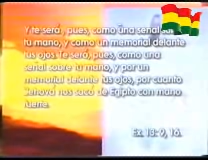 Y te será, pues, como una señal sobre
tu mano, y como un memorial delante
tus ojos. Te será, pues, como una
señal sobre tu mano, y por un
memorial delante tus ojos, por cuanto
Jehová nos sacó de Egipto con mano
fuerte.
Ex. 13: 9, 16.